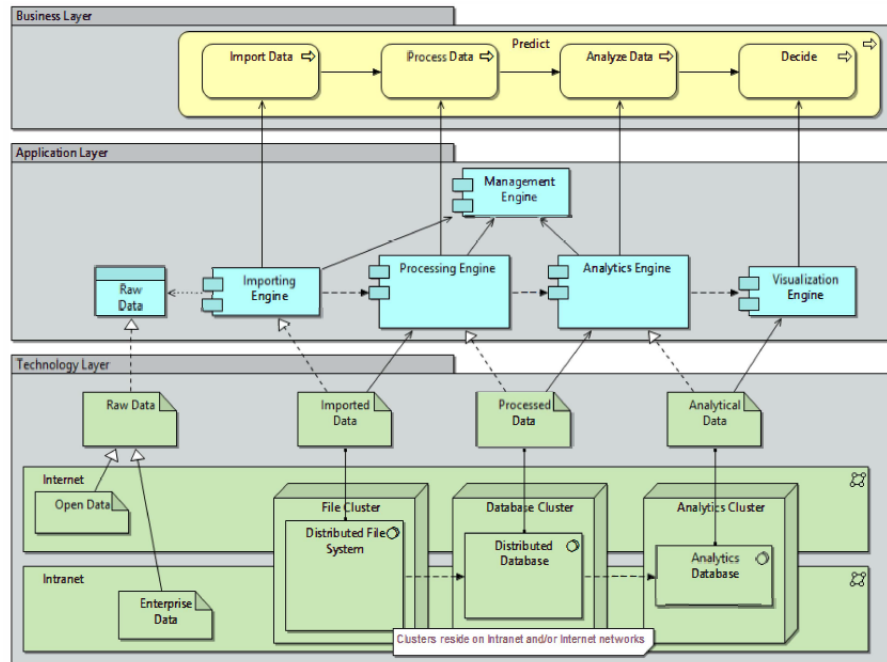 Business Layer
Predict
Import Data
Process Data
Analyze Data
Decide
Application Layer
Management
Engine
Raw
Data
Importing
Engine
Processing Engine
Analytics Engine
Visualization
Engine
Technology Layer
Raw Data
Imported
Data
Processed
Data
Analytical
Data
Internet
Open Data
File Cluster
Database Cluster
Analytics Cluster
Distributed File
System
Distributed
Database
Analytics
Database
Intranet
Enterprise
Data
Clusters reside on Intranet and/or Internet networks